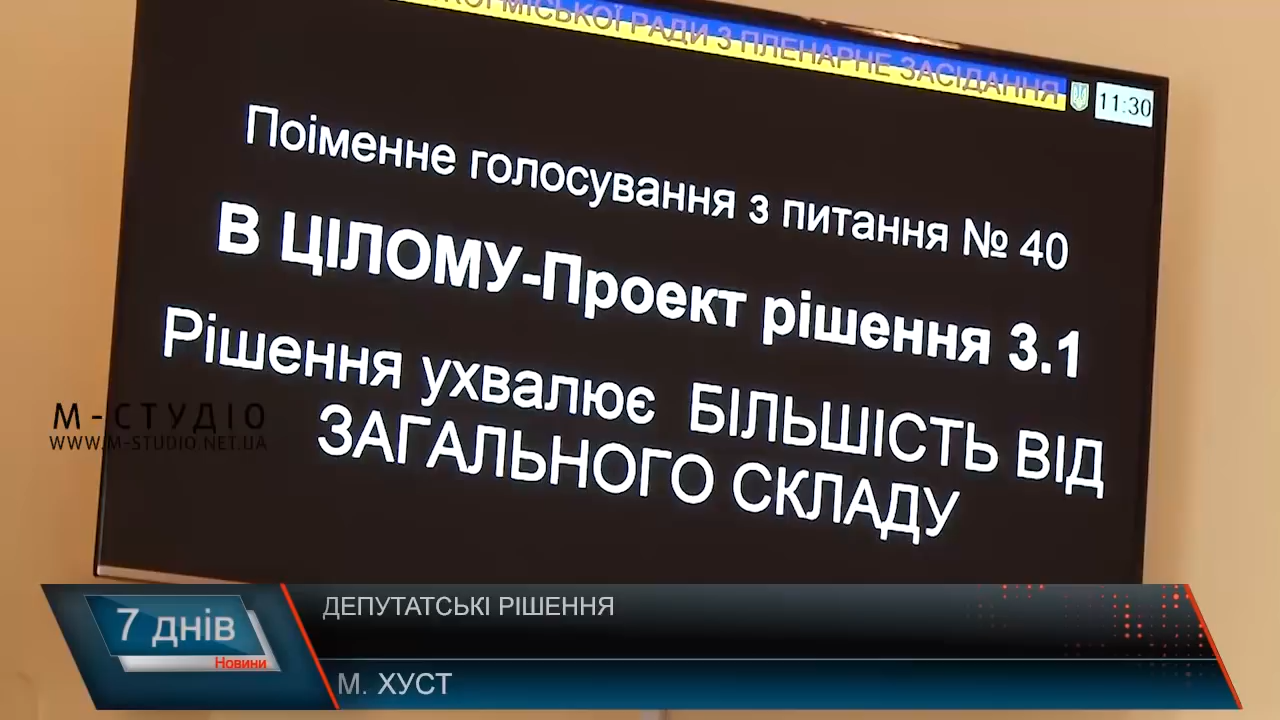 МІСЬКОЇ РАДИ З ПЛЕНАРНЕ ЗАСІДАННЯ
11:30
Поіменне голосування з питання № 40
В ЦІЛОМУ-Проект рішення 3.1
Рішення ухвалює БІЛЬШІСТЬ ВІД
ЗАГАЛЬНОГО СКЛАДУ
М-СТУДІО
WWW.M-STUDIO.NET.UA
7 днів
Новини
ДЕПУТАТСЬКІ РІШЕННЯ
М. ХУСТ